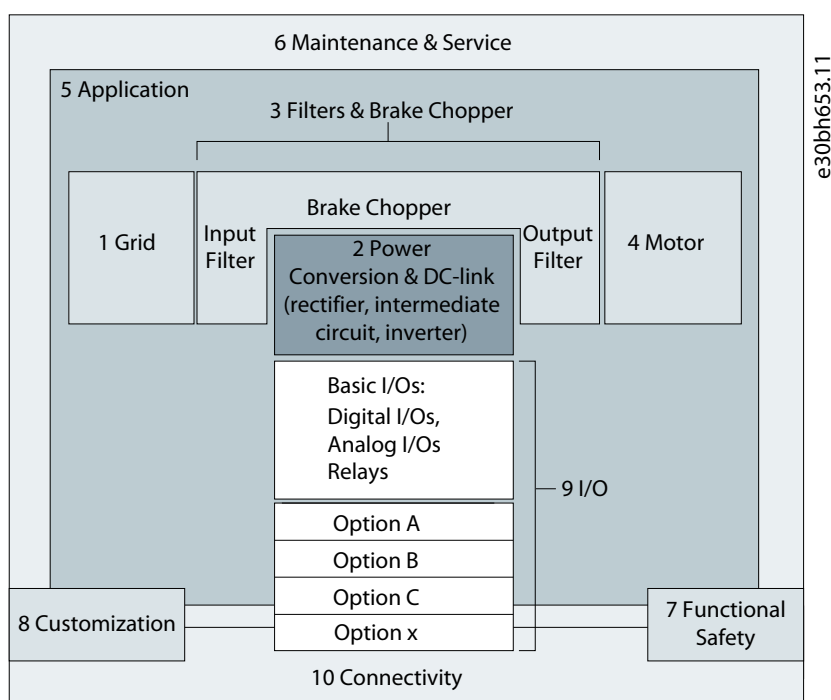 6 Maintenance & Service
5 Application
3 Filters & Brake Chopper
1 Grid
Input
Filter
Brake Chopper
2 Power
Conversion & DC-link
(rectifier, intermediate
circuit, inverter)
Output
Filter
4 Motor
Basic I/Os:
Digital I/Os,
Analog I/Os
Relays
9 I/O
Option A
Option B
Option C
Option x
8 Customization
7 Functional
Safety
10 Connectivity
e30bh653.11